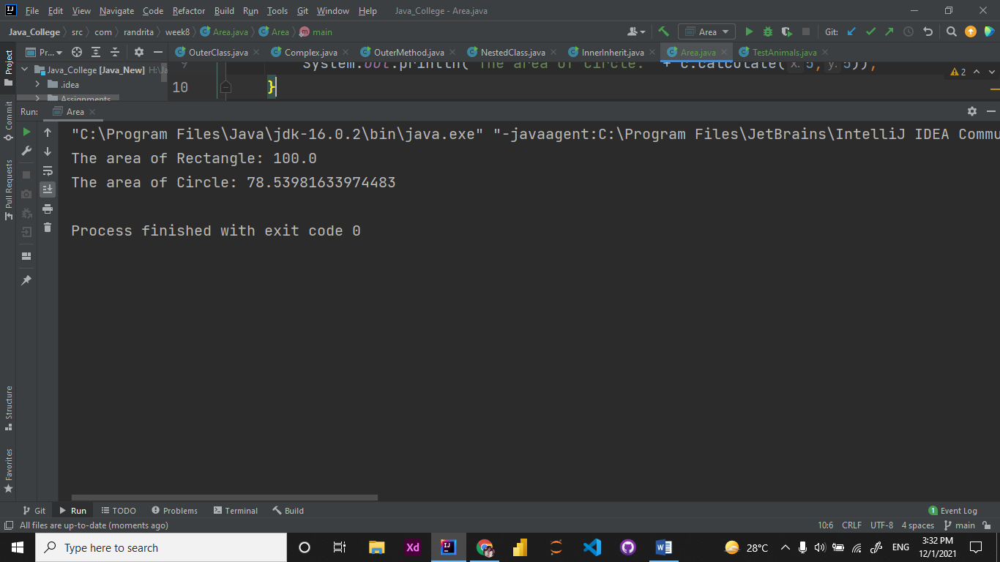 File Edit View Navigate Code Refactor Build Run Tools Git Window Help Java_College - Area.java
Java_College src com randrita week8 Area.java Area main Area Git:
Project Pr... OuterClass.java Complex.java OuterMethod.java NestedClass.java InnerInherit.java Area.java TestAnimals.java
Java_College [Java_New] H:\Ja
9 System.out.println("The area of Circle: " + c.calculate( x: 5, y: 5));
2
.idea
10 }
Assignments
Commit
Run: Area
"C:\Program Files\Java\jdk-16.0.2\bin\java.exe" "-javaagent:C:\Program Files\JetBrains\IntelliJ IDEA Commu
The area of Rectangle: 100.0
The area of Circle: 78.53981633974483
Pull Requests
Process finished with exit code 0
Structure
Favorites
Git Run TODO Problems Terminal Build 1 Event Log
All files are up-to-date (moments ago) 10:6 CRLF UTF-8 4 spaces main
Type here to search Xd IJ 28°C ENG 3:32 PM
12/1/2021